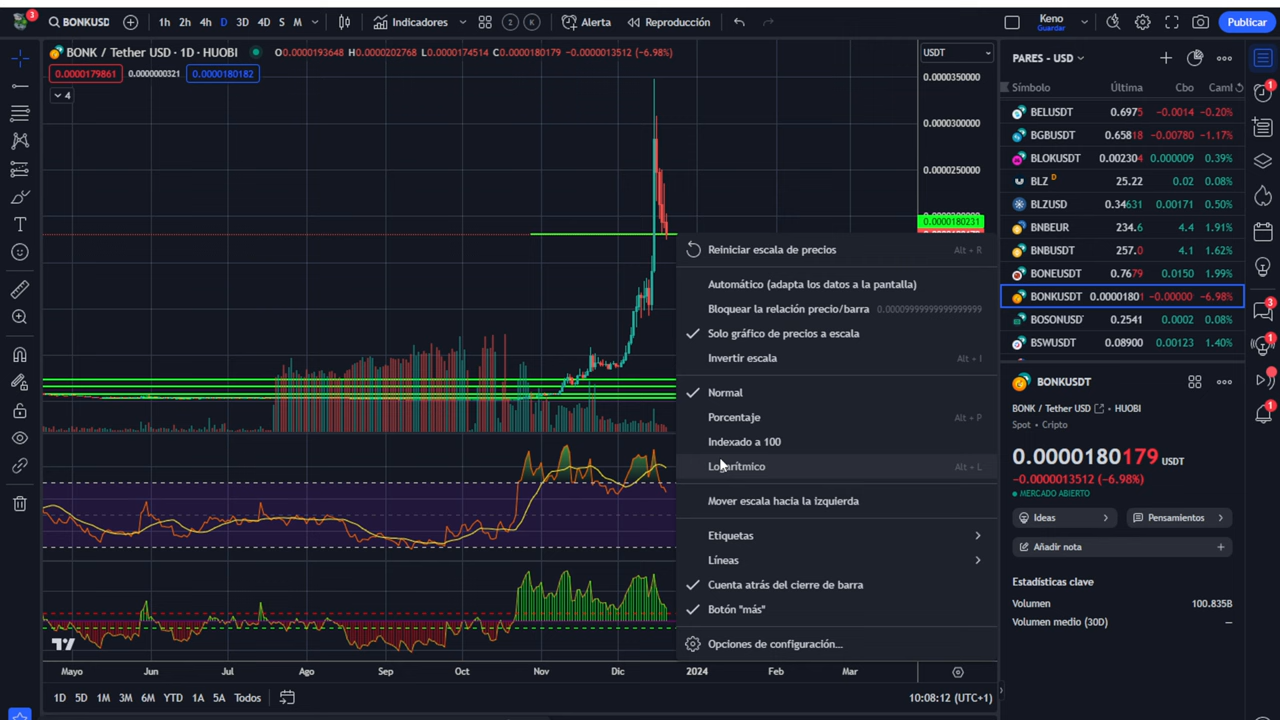 3
BONKUSD
1h 2h 4h D 3D 4D S M
Indicadores
2
K
Alerta
Reproducción
Keno
Guardar
Publicar
BONK / Tether USD · 1D · HUOBI
O0.0000193648 H0.0000202768 L0.0000174514 C0.0000180179 −0.0000013512 (−6.98%)
0.0000179861
0.0000000321
0.0000180182
4
USDT
0.0000350000
0.0000300000
0.0000250000
0.0000180231
Reiniciar escala de precios Alt + R
Automático (adapta los datos a la pantalla)
Bloquear la relación precio/barra 0.0000999999999999999
Solo gráfico de precios a escala
Invertir escala Alt + I
Normal
Porcentaje Alt + P
Indexado a 100
Logarítmico Alt + L
Mover escala hacia la izquierda
Etiquetas
Líneas
Cuenta atrás del cierre de barra
Botón "más"
Opciones de configuración...
Mayo Jun Jul Ago Sep Oct Nov Dic 2024 Feb Mar
1D 5D 1M 3M 6M YTD 1A 5A Todos
10:08:12 (UTC+1)
PARES - USD
Símbolo Última Cbo Caml
BELUSDT 0.6975 −0.0014 −0.20%
BGBUSDT 0.65818 −0.00780 −1.17%
BLOKUSDT 0.002304 0.000009 0.39%
BLZ D 25.22 0.02 0.08%
BLZUSD 0.34631 0.00171 0.50%
BNBEUR 234.6 4.4 1.91%
BNBUSDT 257.0 4.1 1.62%
BONEUSDT 0.7679 0.0150 1.99%
BONKUSDT 0.00001801 −0.00000 −6.98%
BOSONUSD 0.2541 0.0002 0.08%
BSWUSDT 0.08900 0.00123 1.40%
BONKUSDT
BONK / Tether USD · HUOBI
Spot · Cripto
0.0000180179 USDT
−0.0000013512 (−6.98%)
MERCADO ABIERTO
Ideas
Pensamientos
Añadir nota
Estadísticas clave
Volumen 100.835B
Volumen medio (30D) —
1
3
1
1